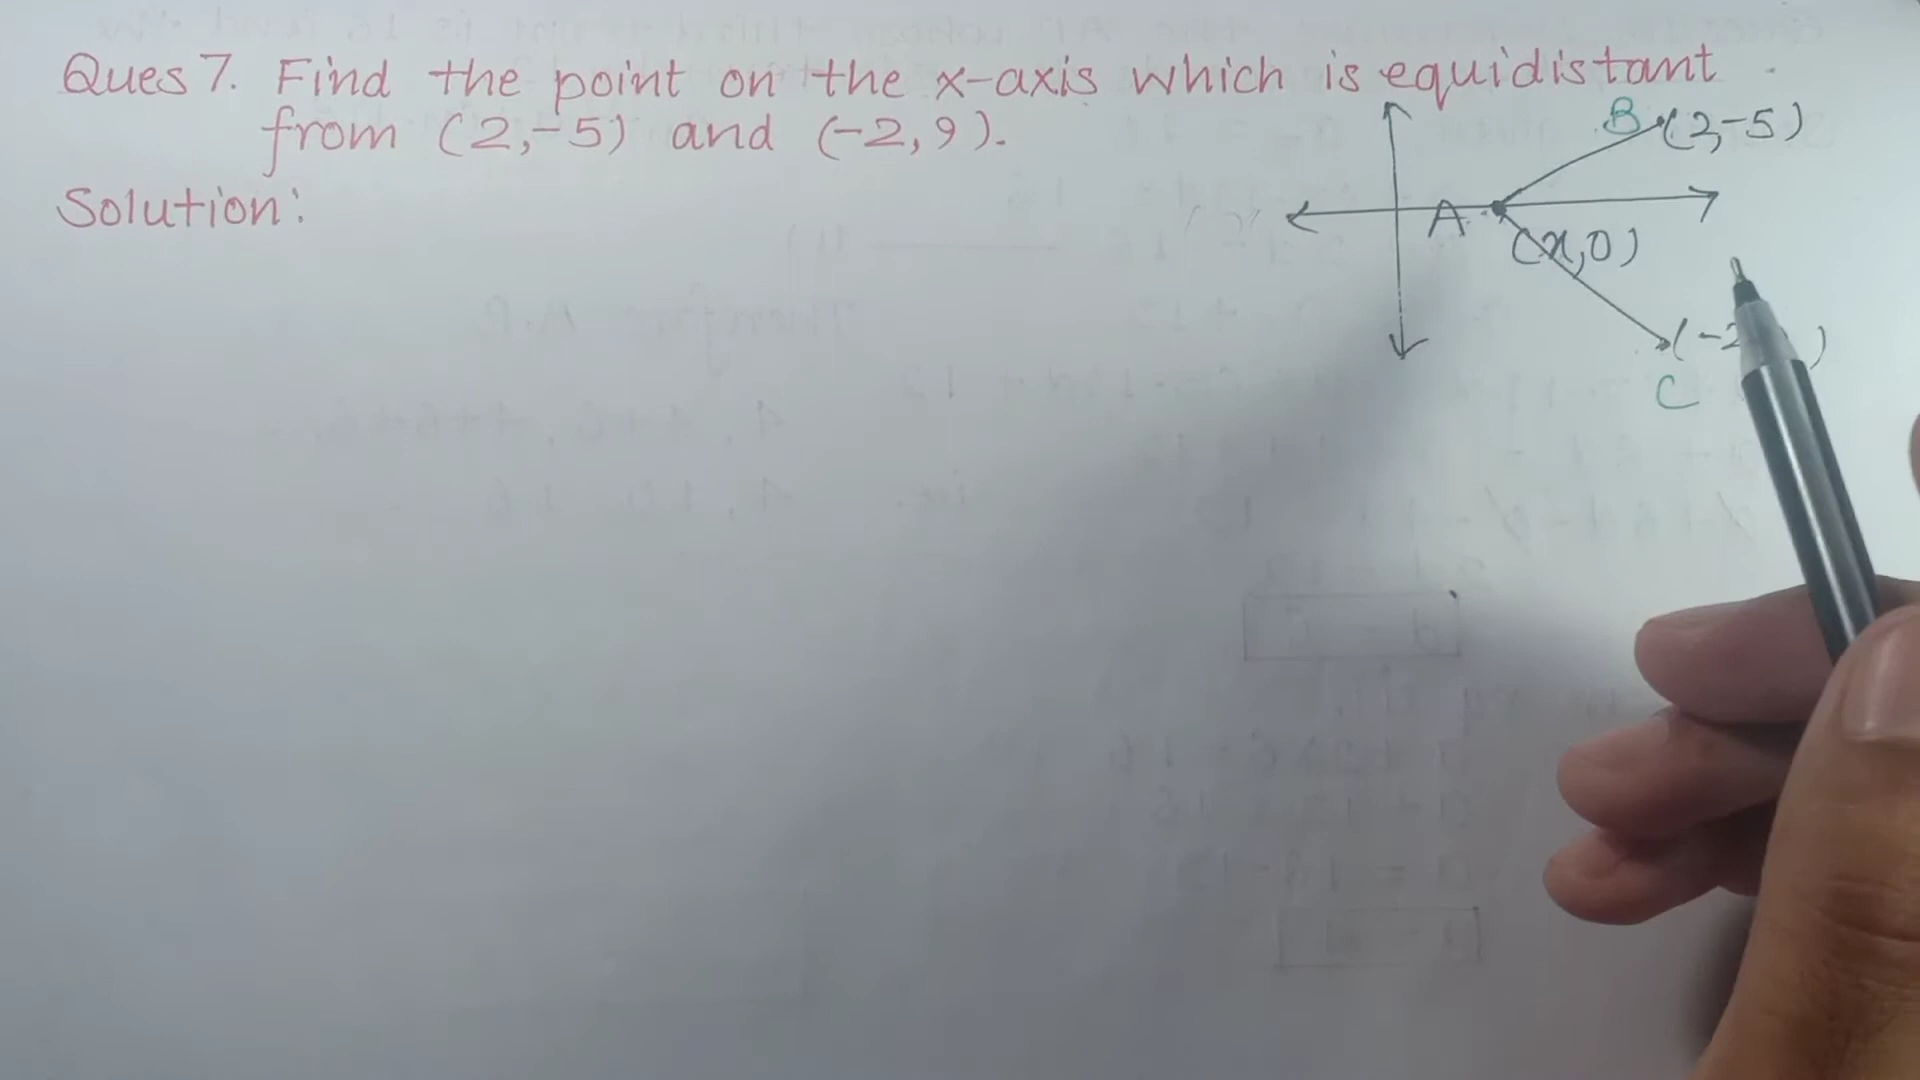 Ques 7. Find the point on the x-axis which is equidistant
from (2,-5) and (-2,9).
B (2,-5)
Solution:
A
(x,0)
(-2
)
C